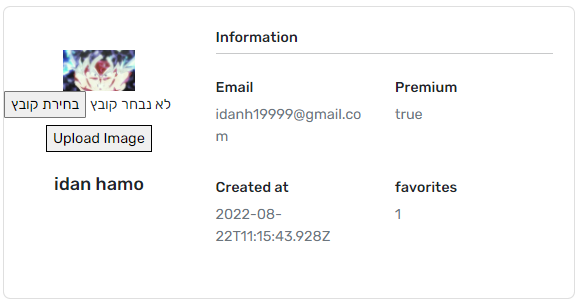 Information
Email
Premium
idanh19999@gmail.co
m
true
בחירת קובץ לא נבחר קובץ
Upload Image
idan hamo
Created at
favorites
2022-08-
22T11:15:43.928Z
1